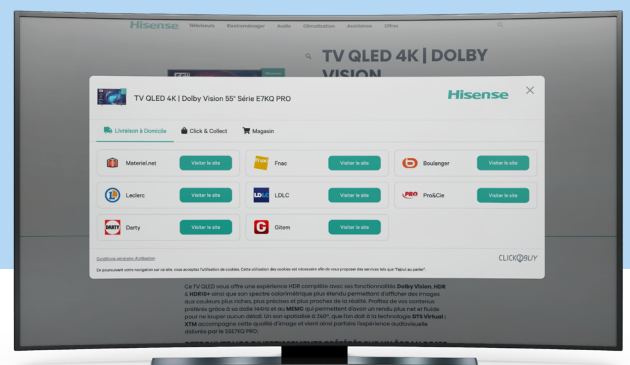 Hisense Téléviseurs Electroménager Audio Climatisation Assistance Offres
TV QLED 4K | DOLBY
VISION
TV QLED 4K | Dolby Vision 55" Série E7KQ PRO
Hisense
Livraison à Domicile Click & Collect Magasin
Materiel.net Visiter le site
fnac Fnac Visiter le site
Boulanger Visiter le site
Leclerc Visiter le site
LDLC LDLC Visiter le site
PRO Pro&Cie Visiter le site
DARTY Darty Visiter le site
G Gitem Visiter le site
Conditions générales d'utilisation
CLICK2BUY
En poursuivant votre navigation sur ce site, vous acceptez l'utilisation de cookies. Cette utilisation des cookies est nécessaire afin de vous proposer des services tels que "l'ajout au panier".
Ce TV QLED vous offre une expérience HDR complète avec ses fonctionnalités Dolby Vision, HDR
& HDR10+ ainsi que son spectre colorimétrique plus étendu permettant d'afficher des images
aux couleurs plus riches, plus précises et plus proches de la réalité. Profitez de vos contenus
préférés grâce à sa dalle 144Hz et au MEMC qui permettent d'avoir un rendu plus net et fluide
pour ne louper aucun détail. Un son spatialisé à 360°, que l'on doit à la technologie DTS Virtual :
XTM accompagne cette qualité d'image et vient ainsi parfaire l'expérience audiovisuelle
délivrée par le 55E7KQ PRO.